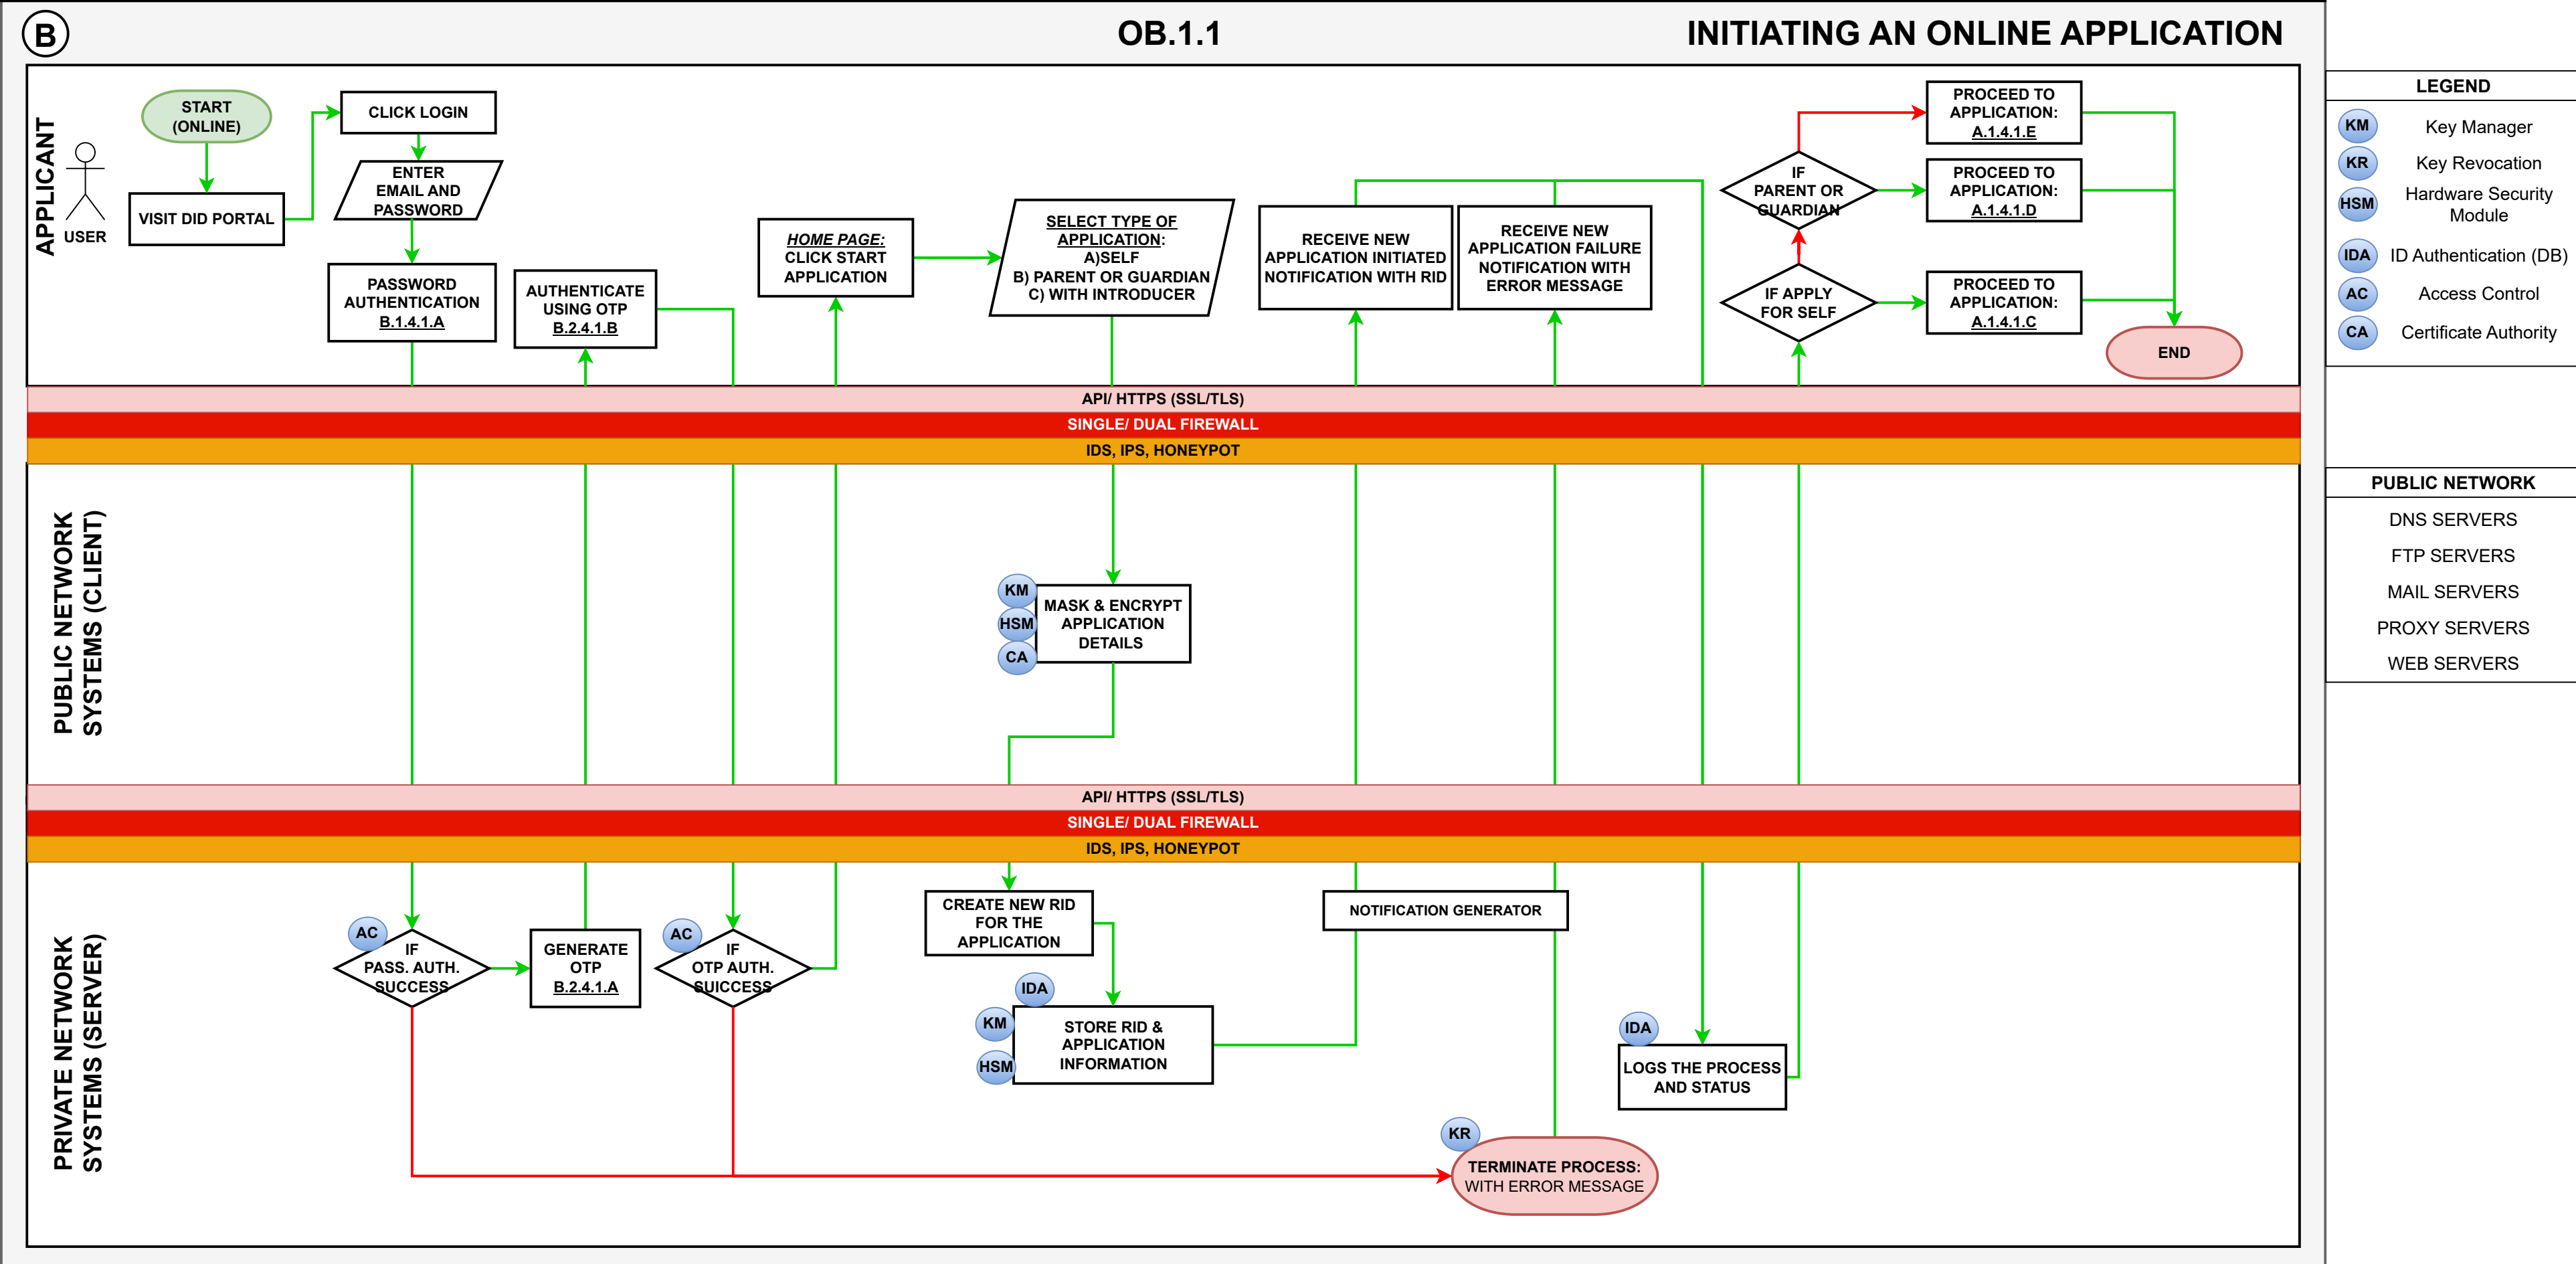 B
OB.1.1
INITIATING AN ONLINE APPLICATION
APPLICANT
USER
START
(ONLINE)
VISIT DID PORTAL
CLICK LOGIN
ENTER
EMAIL AND
PASSWORD
PASSWORD
AUTHENTICATION
B.1.4.1.A
AUTHENTICATE
USING OTP
B.2.4.1.B
HOME PAGE:
CLICK START
APPLICATION
SELECT TYPE OF
APPLICATION:
A)SELF
B) PARENT OR GUARDIAN
C) WITH INTRODUCER
RECEIVE NEW
APPLICATION INITIATED
NOTIFICATION WITH RID
RECEIVE NEW
APPLICATION FAILURE
NOTIFICATION WITH
ERROR MESSAGE
IF
PARENT OR
GUARDIAN
IF APPLY
FOR SELF
PROCEED TO
APPLICATION:
A.1.4.1.E
PROCEED TO
APPLICATION:
A.1.4.1.D
PROCEED TO
APPLICATION:
A.1.4.1.C
END
API/ HTTPS (SSL/TLS)
SINGLE/ DUAL FIREWALL
IDS, IPS, HONEYPOT
PUBLIC NETWORK
SYSTEMS (CLIENT)
KM
HSM
CA
MASK & ENCRYPT
APPLICATION
DETAILS
API/ HTTPS (SSL/TLS)
SINGLE/ DUAL FIREWALL
IDS, IPS, HONEYPOT
PRIVATE NETWORK
SYSTEMS (SERVER)
AC
IF
PASS. AUTH.
SUCCESS
GENERATE
OTP
B.2.4.1.A
AC
IF
OTP AUTH.
SUICCESS
CREATE NEW RID
FOR THE
APPLICATION
IDA
KM
HSM
STORE RID &
APPLICATION
INFORMATION
NOTIFICATION GENERATOR
KR
TERMINATE PROCESS:
WITH ERROR MESSAGE
IDA
LOGS THE PROCESS
AND STATUS
LEGEND
KM Key Manager
KR Key Revocation
HSM Hardware Security
Module
IDA ID Authentication (DB)
AC Access Control
CA Certificate Authority
PUBLIC NETWORK
DNS SERVERS
FTP SERVERS
MAIL SERVERS
PROXY SERVERS
WEB SERVERS